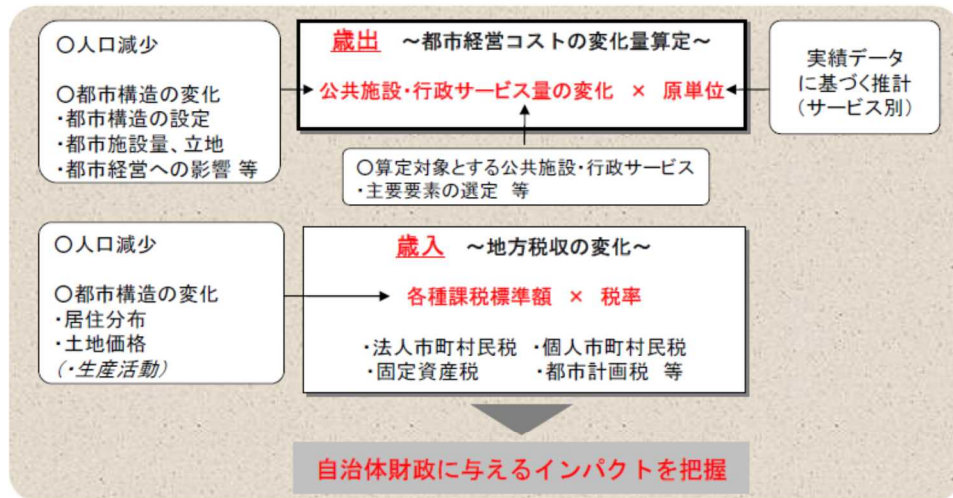 〇人口減少
〇都市構造の変化
・都市構造の設定
・都市施設量、立地
・都市経営への影響 等
歳出 ～都市経営コストの変化量算定～
公共施設・行政サービス量の変化 × 原単位
実績データ
に基づく推計
(サービス別)
〇算定対象とする公共施設・行政サービス
・主要要素の選定 等
〇人口減少
〇都市構造の変化
・居住分布
・土地価格
(・生産活動)
歳入 ～地方税収の変化～
各種課税標準額 × 税率
・法人市町村民税 ・個人市町村民税
・固定資産税 ・都市計画税 等
自治体財政に与えるインパクトを把握